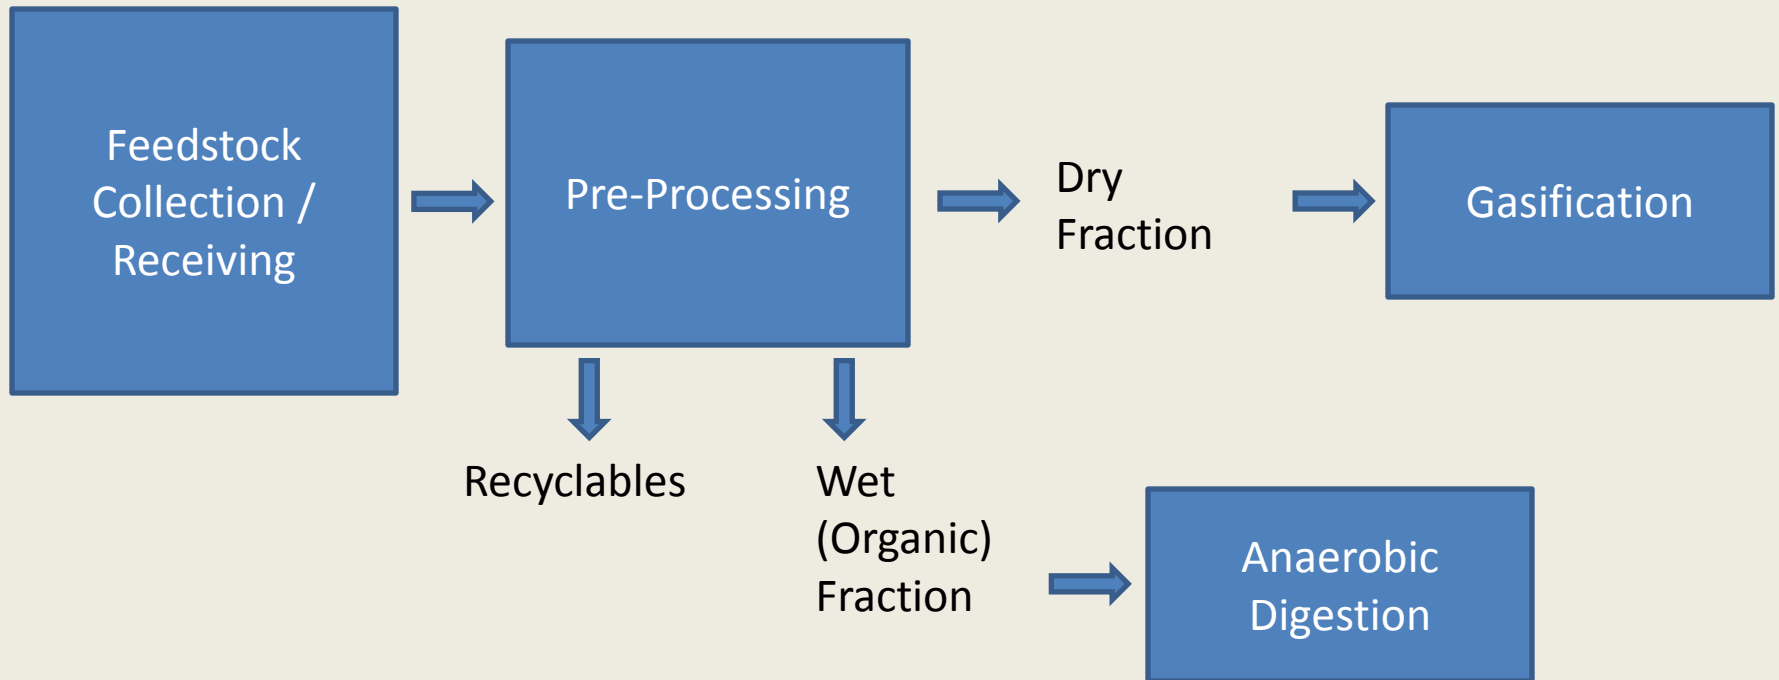 Feedstock
Collection /
Receiving
Pre-Processing
Dry
Fraction
Gasification
Recyclables
Wet
(Organic)
Fraction
Anaerobic
Digestion